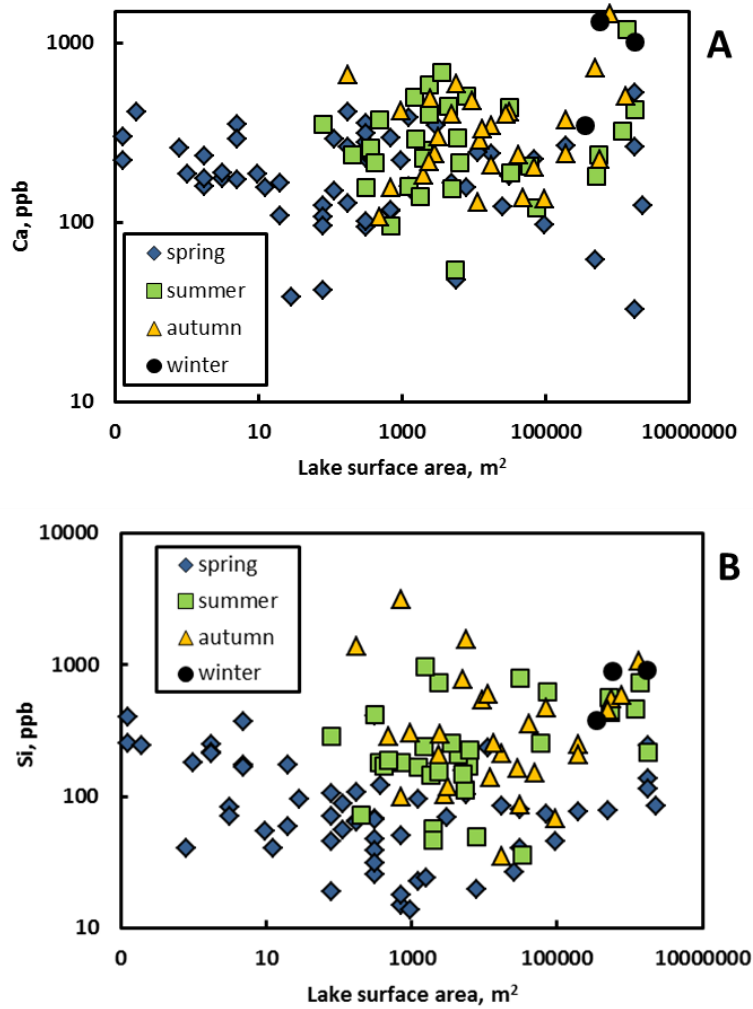 A
1000
100
10
Ca, ppb
spring
summer
autumn
winter
0 10 1000 100000 10000000
Lake surface area, m²
B
10000
1000
100
10
Si, ppb
spring
summer
autumn
winter
0 10 1000 100000 10000000
Lake surface area, m²